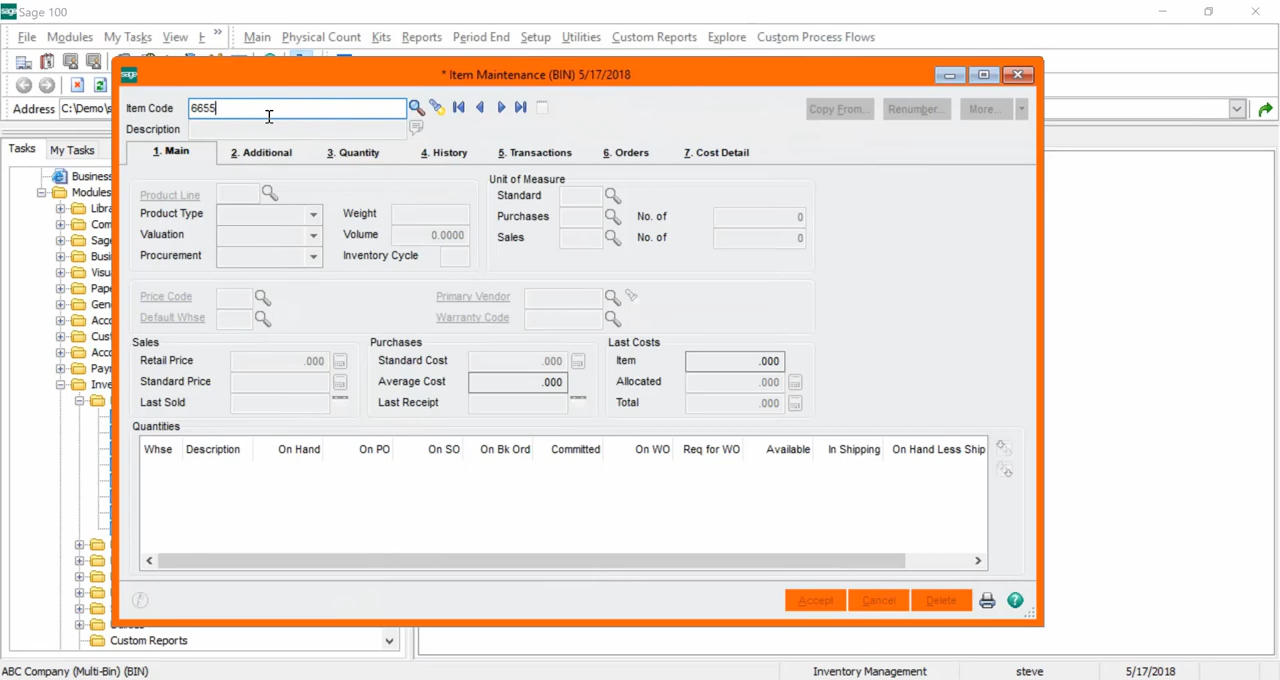 sage Sage 100
File Modules My Tasks View » Main Physical Count Kits Reports Period End Setup Utilities Custom Reports Explore Custom Process Flows
Address C:\Demo\s
sage * Item Maintenance (BIN) 5/17/2018
Item Code 6655 Copy From... Renumber... More...
Description
Tasks My Tasks
1. Main 2. Additional 3. Quantity 4. History 5. Transactions 6. Orders 7. Cost Detail
Business
Modules
Libra
Com
Sag
Busi
Visu
Pap
Gen
Acc
Cust
Acc
Pay
Inve
Custom Reports
Product Line
Product Type Weight
Valuation Volume 0.0000
Procurement Inventory Cycle
Unit of Measure
Standard
Purchases No. of 0
Sales No. of 0
Price Code Primary Vendor
Default Whse Warranty Code
Sales
Retail Price .000
Standard Price
Last Sold
Purchases
Standard Cost .000
Average Cost .000
Last Receipt
Last Costs
Item .000
Allocated .000
Total .000
Quantities
Whse Description On Hand On PO On SO On Bk Ord Committed On WO Req for WO Available In Shipping On Hand Less Ship
Accept Cancel Delete
ABC Company (Multi-Bin) (BIN) Inventory Management steve 5/17/2018